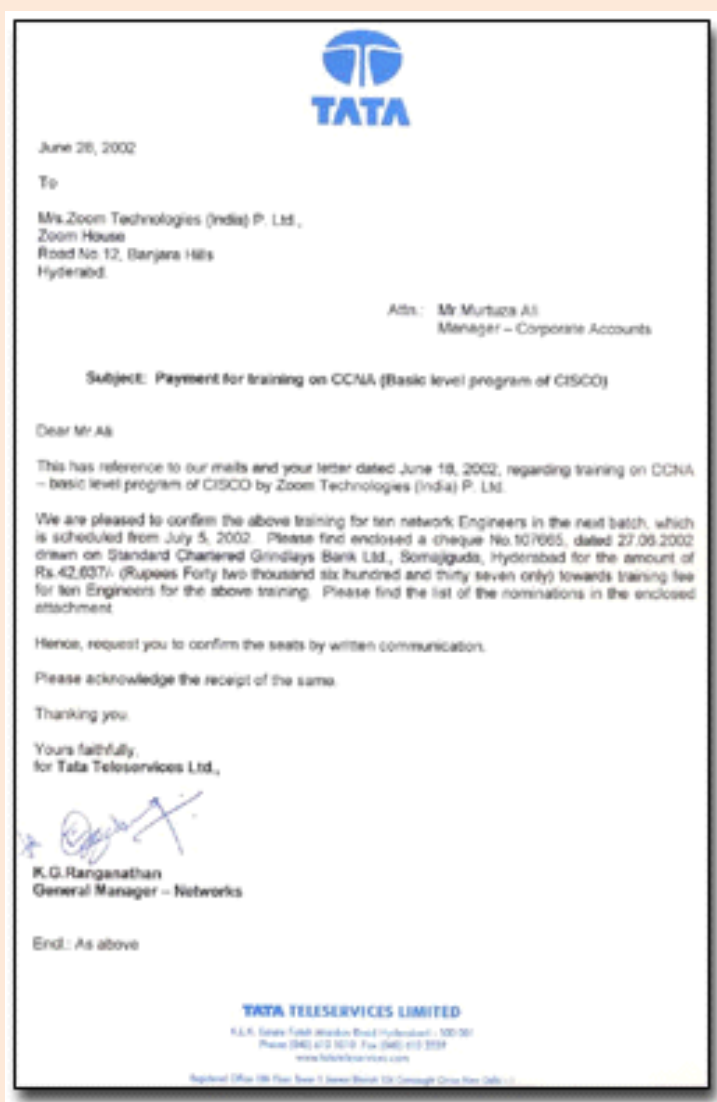 TATA
June 28, 2002
To
M/s.Zoom Technologies (India) P. Ltd.,
Zoom House
Road No.12, Banjara Hills
Hyderabd.
Attn.: Mr.Murtuza Ali
Manager – Corporate Accounts
Subject: Payment for training on CCNA (Basic level program of CISCO)
Dear Mr Ali
This has reference to our mails and your letter dated June 18, 2002, regarding training on CCNA
– basic level program of CISCO by Zoom Technologies (India) P. Ltd.
We are pleased to confirm the above training for ten network Engineers in the next batch, which
is scheduled from July 5, 2002. Please find enclosed a cheque No.107665, dated 27.06.2002
drawn on Standard Chartered Grindlays Bank Ltd., Somajiguda, Hyderabad for the amount of
Rs.42,637/- (Rupees Forty two thousand six hundred and thirty seven only) towards training fee
for ten Engineers for the above training. Please find the list of the nominations in the enclosed
attachment.
Hence, request you to confirm the seats by written communication.
Please acknowledge the receipt of the same.
Thanking you.
Yours faithfully,
for Tata Teleservices Ltd.,
K.G.Ranganathan
General Manager – Networks
Encl.: As above
TATA TELESERVICES LIMITED
www.tatateleservices.com